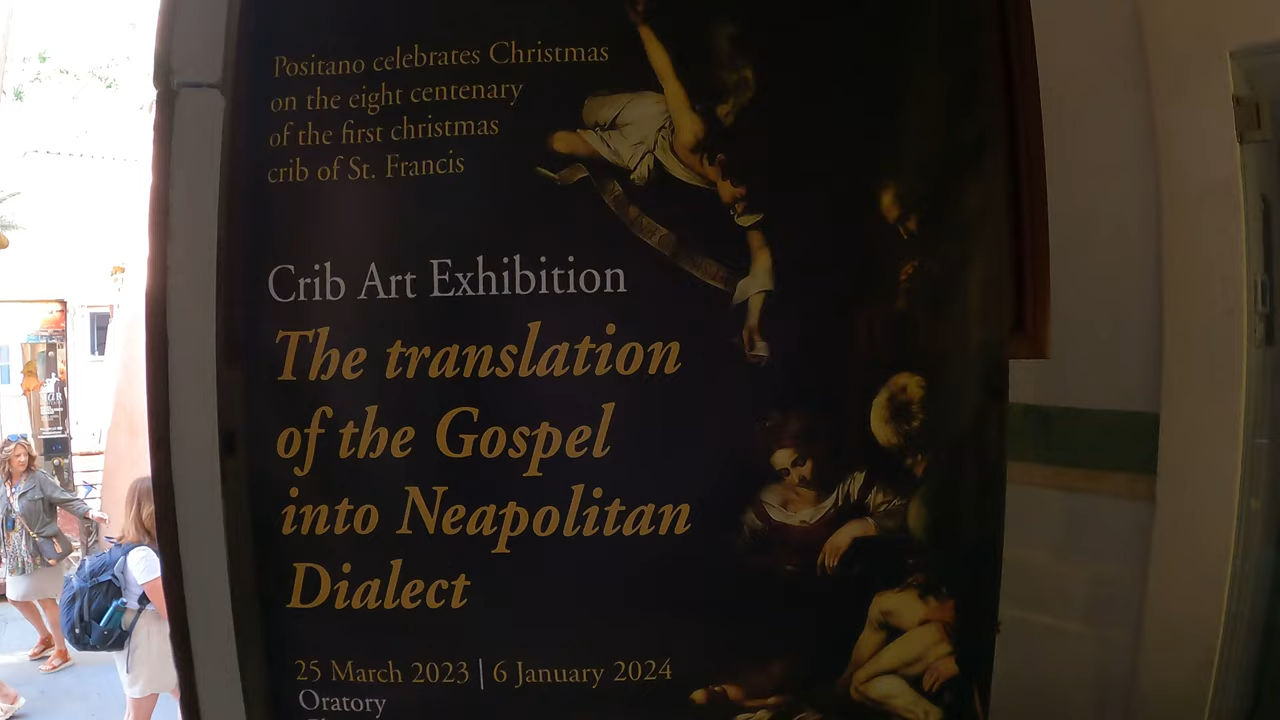 Positano celebrates Christmas
on the eight centenary
of the first christmas
crib of St. Francis
Crib Art Exhibition
The translation
of the Gospel
into Neapolitan
Dialect
25 March 2023 | 6 January 2024
Oratory